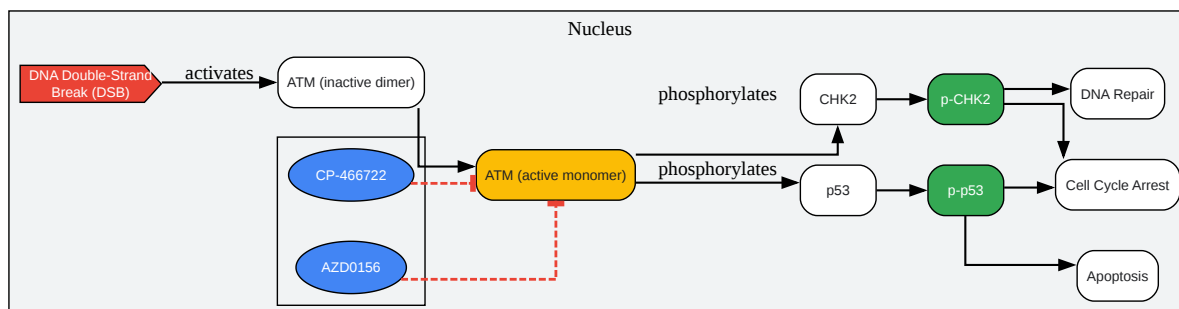 Nucleus
DNA Double-Strand
Break (DSB)
activates
ATM (inactive dimer)
phosphorylates
CHK2
p-CHK2
DNA Repair
CP-466722
ATM (active monomer)
phosphorylates
p53
p-p53
Cell Cycle Arrest
AZD0156
Apoptosis